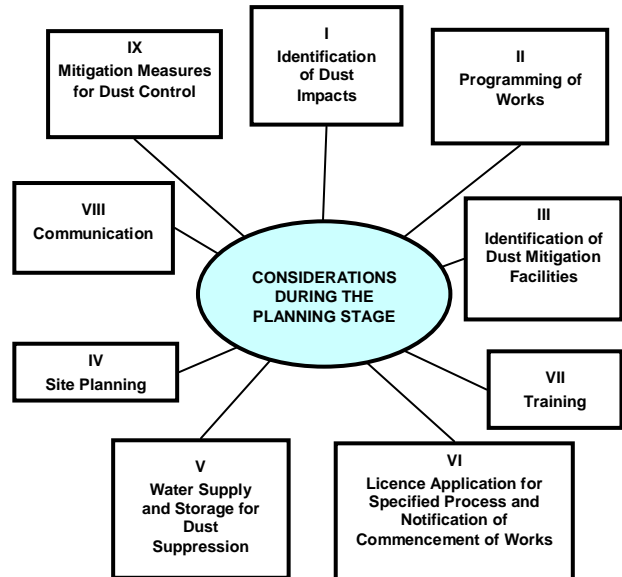 I
Identification
of Dust
Impacts
II
Programming of
Works
III
Identification of
Dust Mitigation
Facilities
VII
Training
VI
Licence Application for
Specified Process and
Notification of
Commencement of Works
V
Water Supply
and Storage for
Dust
Suppression
IV
Site Planning
VIII
Communication
IX
Mitigation Measures
for Dust Control
CONSIDERATIONS
DURING THE
PLANNING STAGE